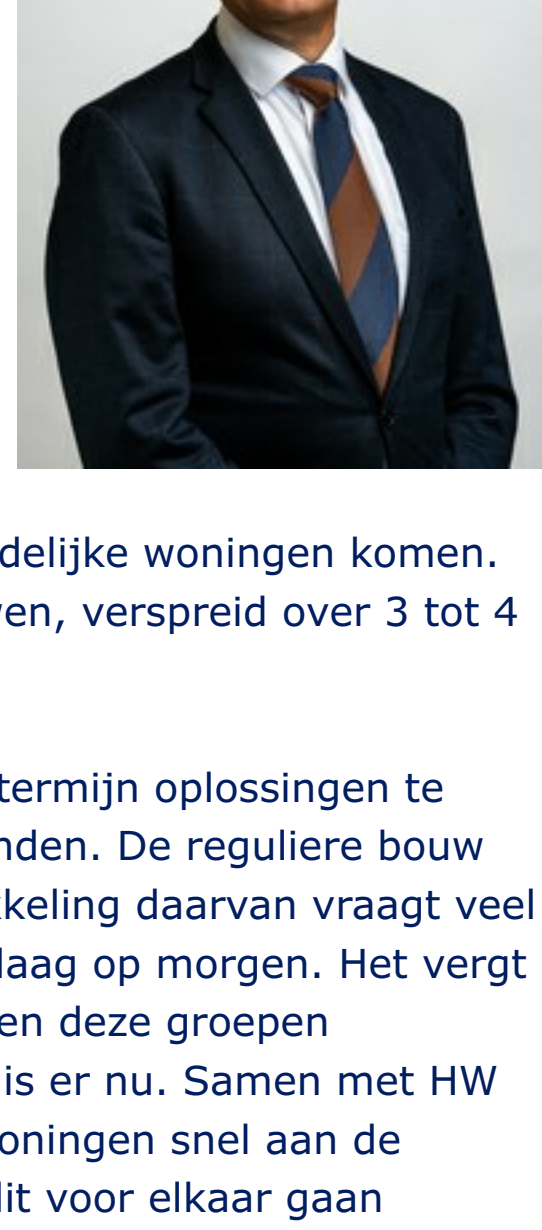 delijke woningen komen.
en, verspreid over 3 tot 4
termijn oplossingen te
nden. De reguliere bouw
keling daarvan vraagt veel
laag op morgen. Het vergt
en deze groepen
is er nu. Samen met HW
oningen snel aan de
lit voor elkaar gaan